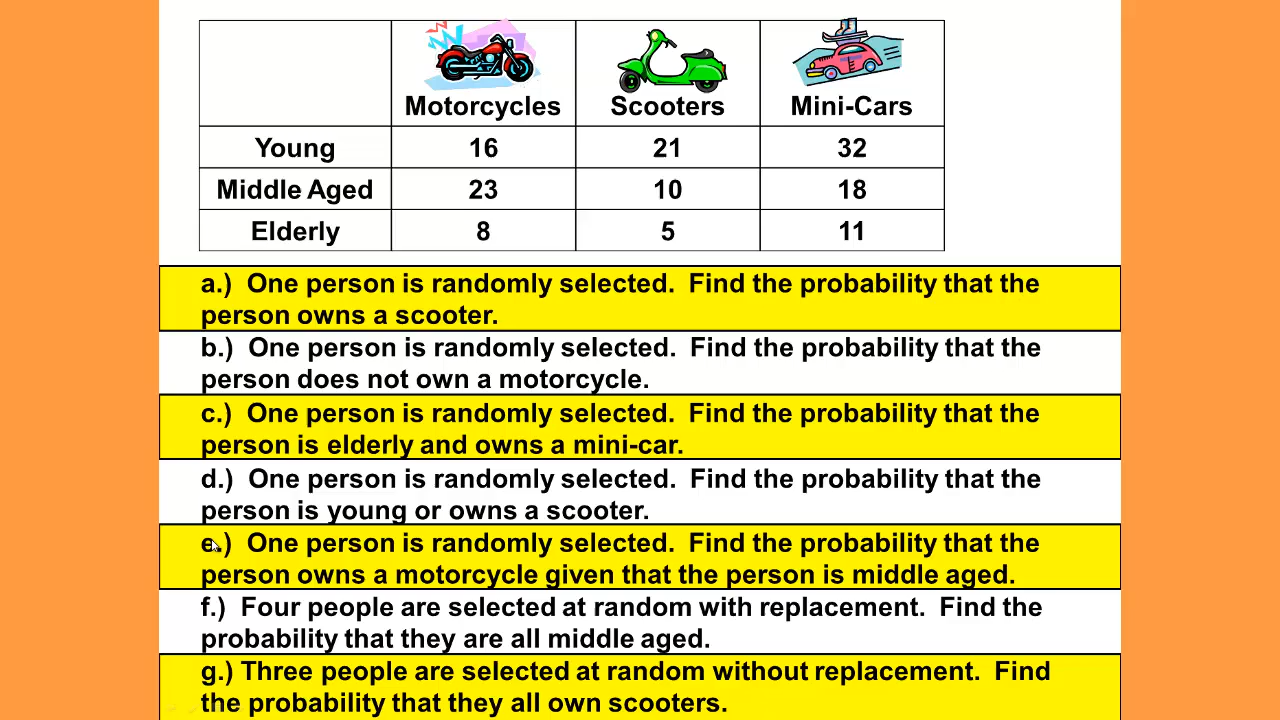 Motorcycles Scooters Mini-Cars
Young 16 21 32
Middle Aged 23 10 18
Elderly 8 5 11
a.) One person is randomly selected. Find the probability that the
person owns a scooter.
b.) One person is randomly selected. Find the probability that the
person does not own a motorcycle.
c.) One person is randomly selected. Find the probability that the
person is elderly and owns a mini-car.
d.) One person is randomly selected. Find the probability that the
person is young or owns a scooter.
e.) One person is randomly selected. Find the probability that the
person owns a motorcycle given that the person is middle aged.
f.) Four people are selected at random with replacement. Find the
probability that they are all middle aged.
g.) Three people are selected at random without replacement. Find
the probability that they all own scooters.